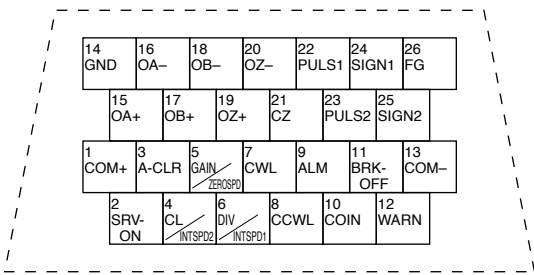 14 16 18 20 22 24 26
GND OA– OB– OZ– PULS1 SIGN1 FG
15 17 19 21 23 25
OA+ OB+ OZ+ CZ PULS2 SIGN2
1 3 5 7 9 11 13
COM+ A-CLR GAIN CWL ALM BRK- COM–
ZEROSPD OFF
2 4 6 8 10 12
SRV- CL DIV CCWL COIN WARN
ON INTSPD2 INTSPD1